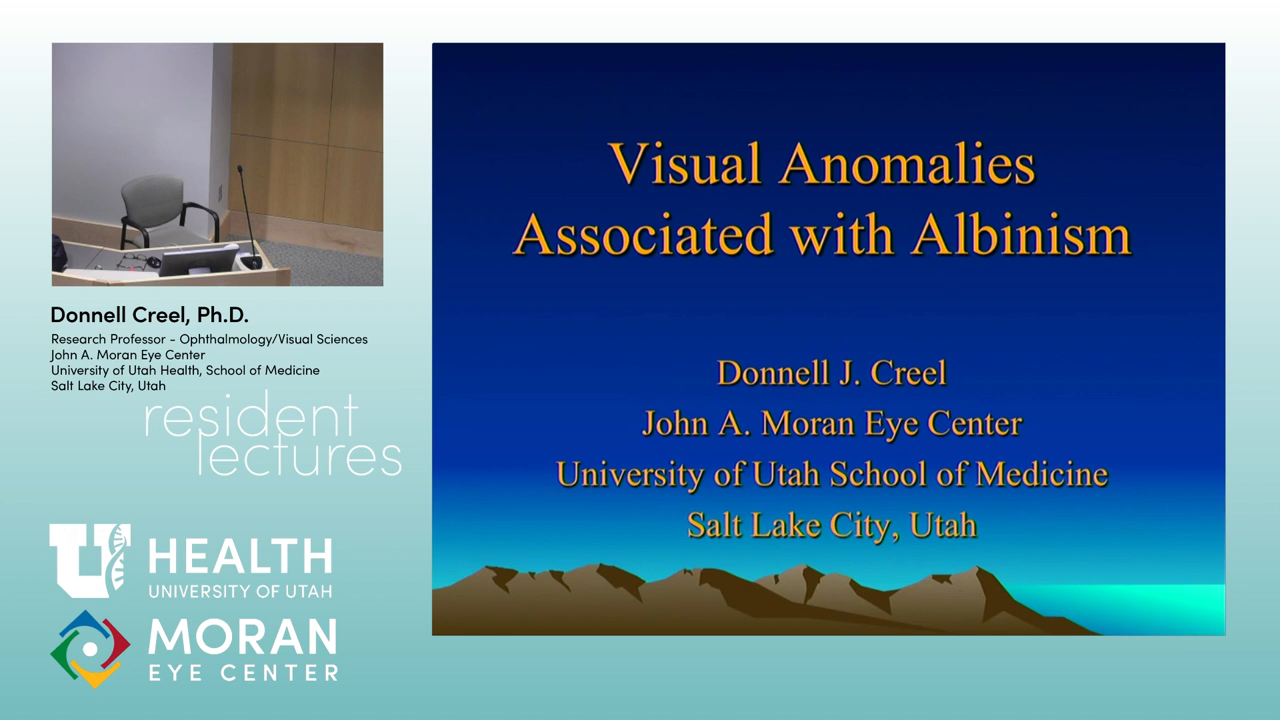 Donnell Creel, Ph.D.
Research Professor - Ophthalmology/Visual Sciences
John A. Moran Eye Center
University of Utah Health, School of Medicine
Salt Lake City, Utah
resident
lectures
U HEALTH
UNIVERSITY OF UTAH
MORAN
EYE CENTER
Visual Anomalies
Associated with Albinism
Donnell J. Creel
John A. Moran Eye Center
University of Utah School of Medicine
Salt Lake City, Utah